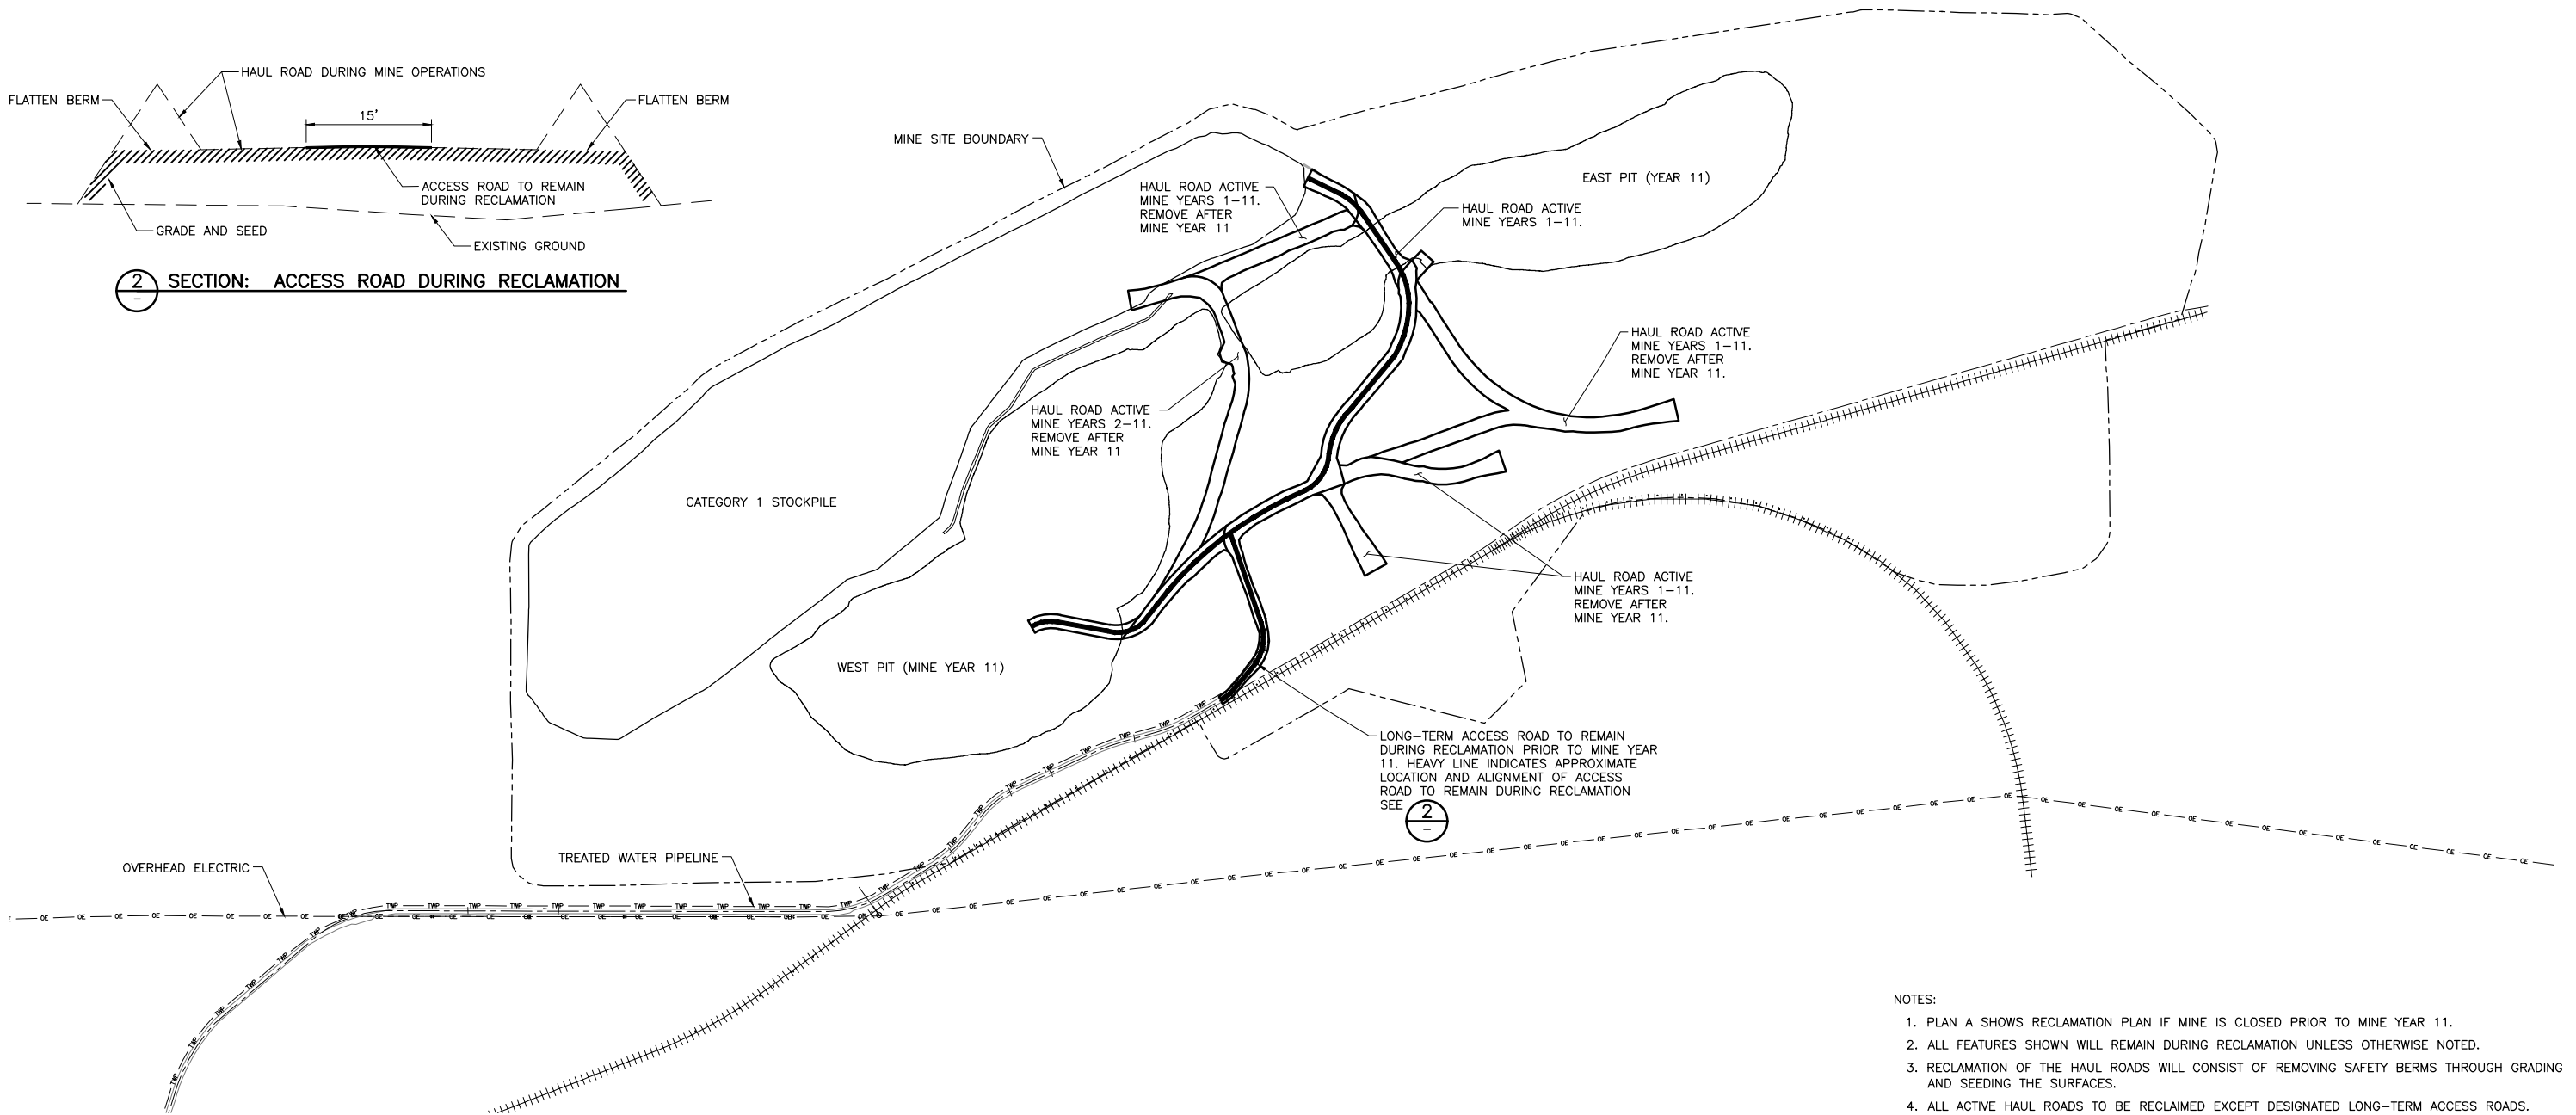 HAUL ROAD DURING MINE OPERATIONS
FLATTEN BERM
FLATTEN BERM
15'
ACCESS ROAD TO REMAIN
DURING RECLAMATION
GRADE AND SEED
EXISTING GROUND
2
–
SECTION: ACCESS ROAD DURING RECLAMATION
MINE SITE BOUNDARY
HAUL ROAD ACTIVE
MINE YEARS 1–11.
REMOVE AFTER
MINE YEAR 11
EAST PIT (YEAR 11)
HAUL ROAD ACTIVE
MINE YEARS 1–11.
HAUL ROAD ACTIVE
MINE YEARS 1–11.
REMOVE AFTER
MINE YEAR 11.
HAUL ROAD ACTIVE
MINE YEARS 2–11.
REMOVE AFTER
MINE YEAR 11
CATEGORY 1 STOCKPILE
HAUL ROAD ACTIVE
MINE YEARS 1–11.
REMOVE AFTER
MINE YEAR 11.
WEST PIT (MINE YEAR 11)
LONG–TERM ACCESS ROAD TO REMAIN
DURING RECLAMATION PRIOR TO MINE YEAR
11. HEAVY LINE INDICATES APPROXIMATE
LOCATION AND ALIGNMENT OF ACCESS
ROAD TO REMAIN DURING RECLAMATION
SEE
2
–
TREATED WATER PIPELINE
OVERHEAD ELECTRIC
TWP
OE
NOTES:
1. PLAN A SHOWS RECLAMATION PLAN IF MINE IS CLOSED PRIOR TO MINE YEAR 11.
2. ALL FEATURES SHOWN WILL REMAIN DURING RECLAMATION UNLESS OTHERWISE NOTED.
3. RECLAMATION OF THE HAUL ROADS WILL CONSIST OF REMOVING SAFETY BERMS THROUGH GRADING
AND SEEDING THE SURFACES.
4. ALL ACTIVE HAUL ROADS TO BE RECLAIMED EXCEPT DESIGNATED LONG–TERM ACCESS ROADS.